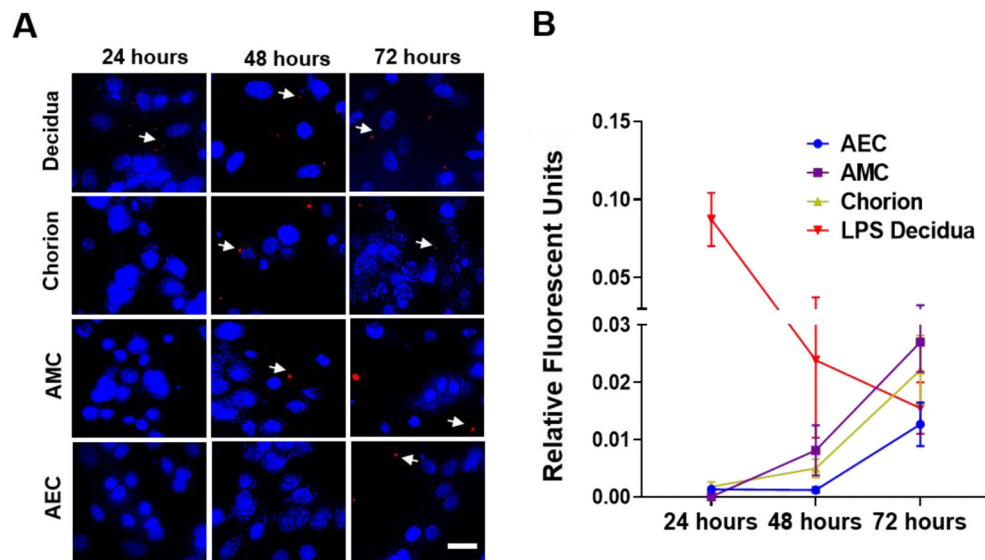 A
24 hours 48 hours 72 hours
Decidua
Chorion
AMC
AEC
B
Relative Fluorescent Units
0.15
0.10
0.05
0.03
0.02
0.01
0.00
AEC
AMC
Chorion
LPS Decidua
24 hours 48 hours 72 hours